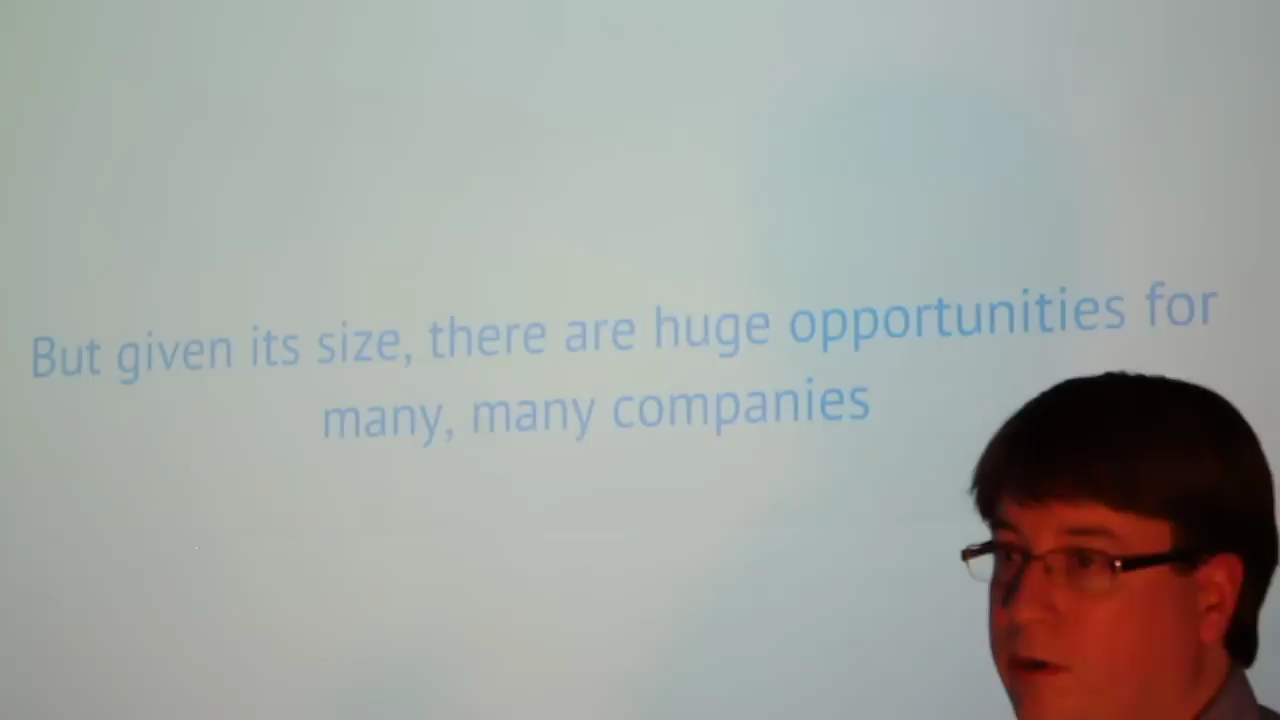 But given its size, there are huge opportunities for
many, many companies